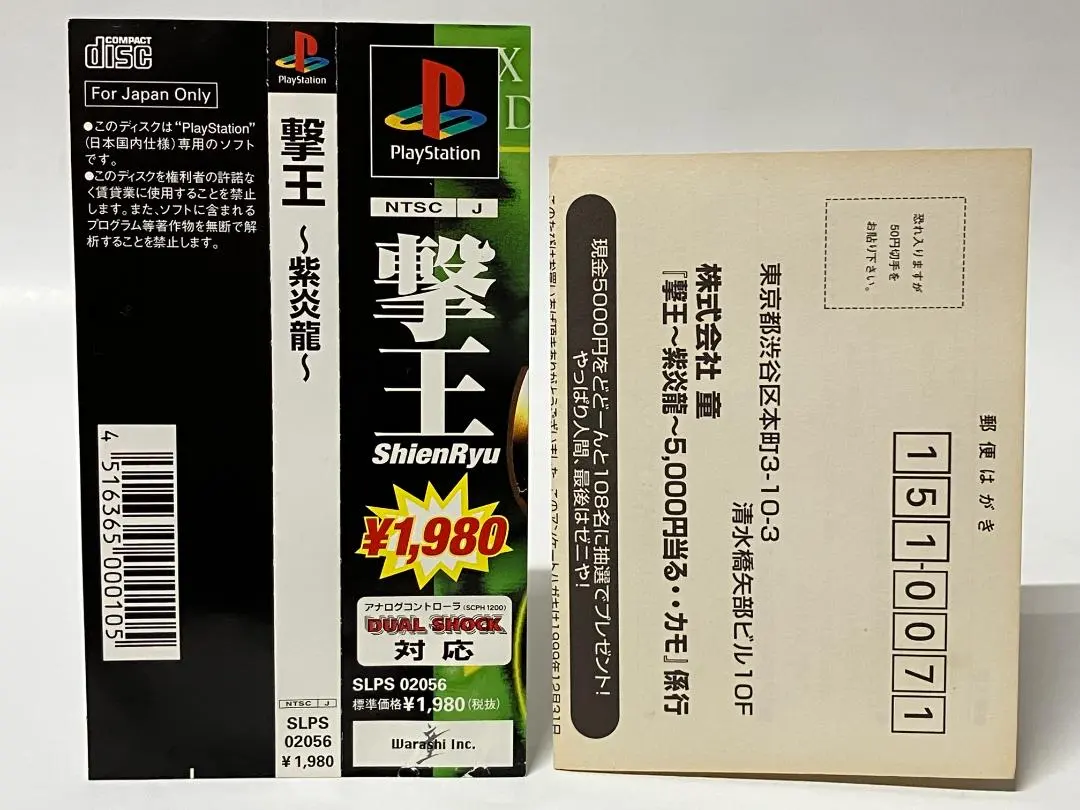 COMPACT
disc
For Japan Only
●このディスクは“PlayStation”
(日本国内仕様)専用のソフト
です。
●このディスクを権利者の許諾な
く賃貸業に使用することを禁止
します。また、ソフトに含まれる
プログラム等著作物を無断で解
析することを禁止します。
4 516365 000105
PlayStation
撃王 ～紫炎龍～
NTSC J
SLPS
02056
¥1,980
X
D
PlayStation
NTSC J
撃王
ShienRyu
¥1,980
アナログコントローラ(SCPH 1200)
DUAL SHOCK
対応
SLPS 02056
標準価格¥1,980(税抜)
童
Warashi Inc.
郵便はがき
151-0071
恐れ入りますが
50円切手を
お貼り下さい。
東京都渋谷区本町3-10-3
清水橋矢部ビル10F
株式会社 童
『撃王～紫炎龍～5,000円当る・・カモ』係行
現金5000円をどどーんと108名に抽選でプレゼント!
やっぱり人間、最後はゼニや!